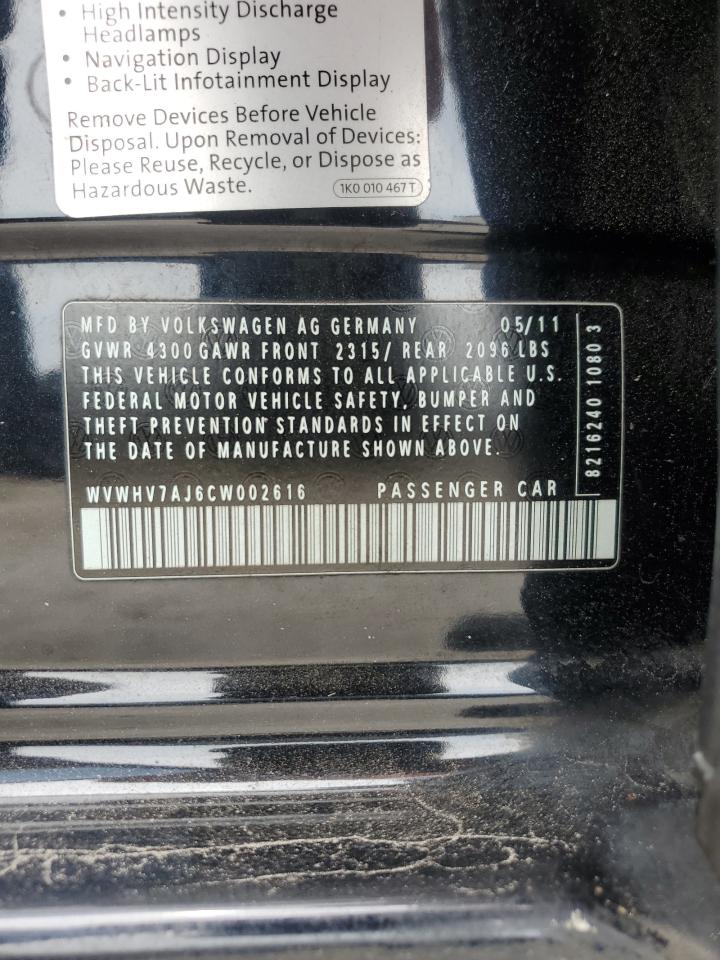 • High Intensity Discharge
Headlamps
• Navigation Display
• Back-Lit Infotainment Display
Remove Devices Before Vehicle
Disposal. Upon Removal of Devices:
Please Reuse, Recycle, or Dispose as
Hazardous Waste.
1K0 010 467 T
MFD BY VOLKSWAGEN AG GERMANY 05/11
GVWR 4300 GAWR FRONT 2315/ REAR 2096 LBS
THIS VEHICLE CONFORMS TO ALL APPLICABLE U.S.
FEDERAL MOTOR VEHICLE SAFETY, BUMPER AND
THEFT PREVENTION STANDARDS IN EFFECT ON
THE DATE OF MANUFACTURE SHOWN ABOVE.
WVWHV7AJ6CW002616 PASSENGER CAR
8216240 1080 3